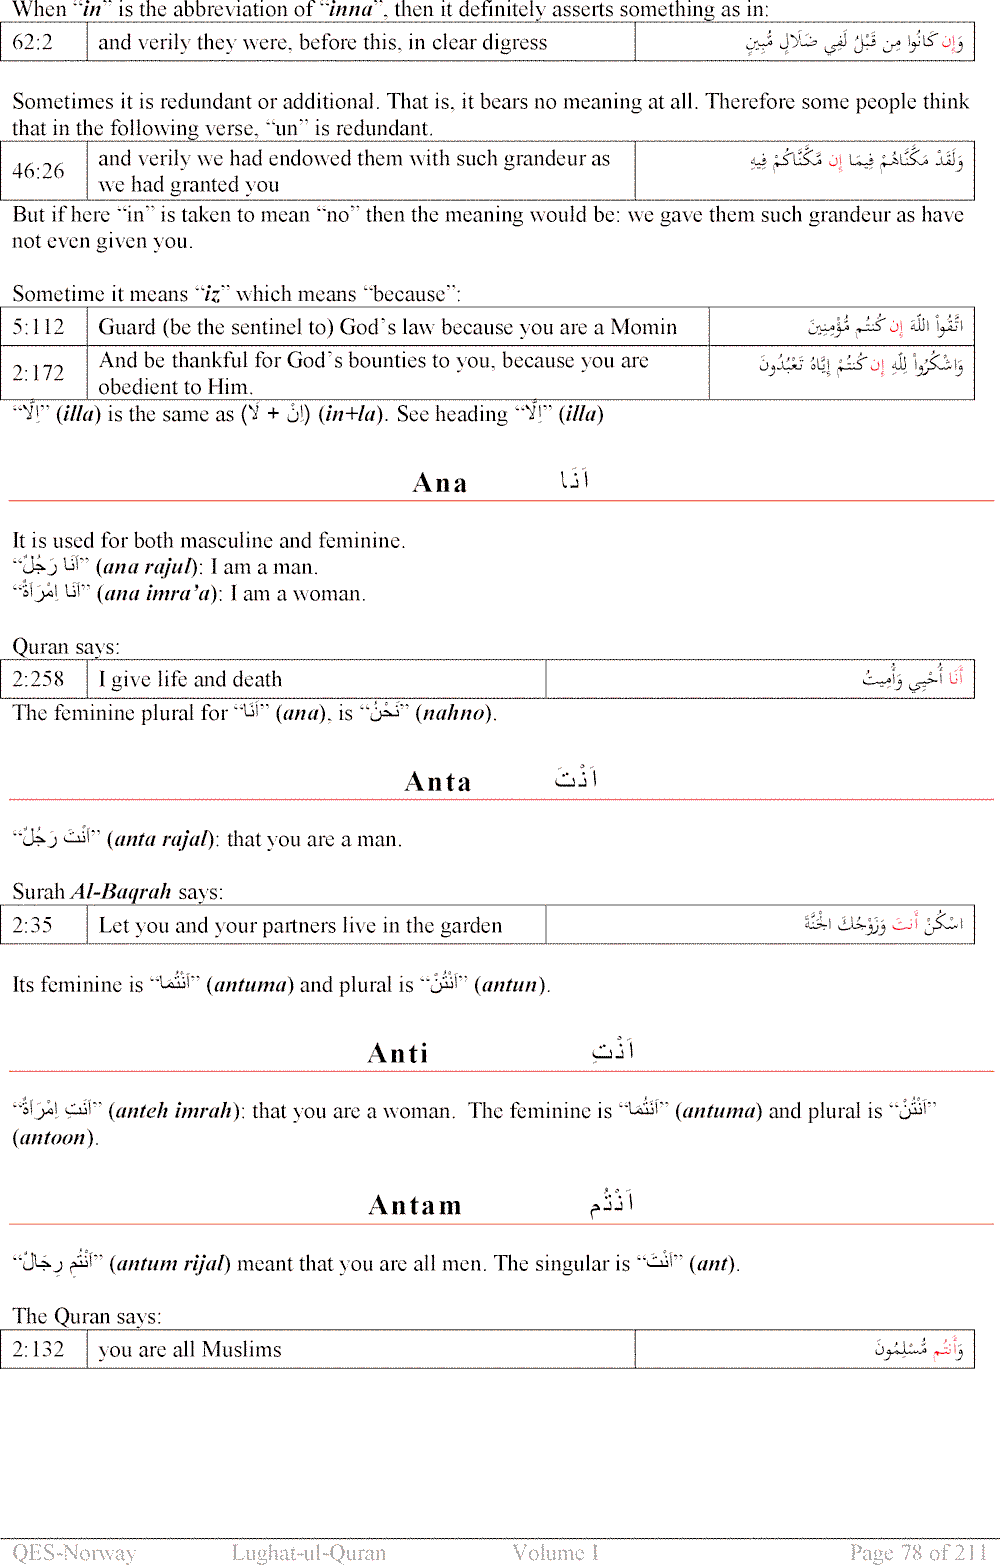 When “in” is the abbreviation of “inna”, then it definitely asserts something as in:
62:2 and verily they were, before this, in clear digress وَإِن كَانُوا مِن قَبْلُ لَفِي ضَلَالٍ مُّبِينٍ
Sometimes it is redundant or additional. That is, it bears no meaning at all. Therefore some people think
that in the following verse, “un” is redundant.
46:26 and verily we had endowed them with such grandeur as وَلَقَدْ مَكَّنَّاهُمْ فِيمَا إِن مَّكَّنَّاكُمْ فِيهِ
we had granted you
But if here “in” is taken to mean “no” then the meaning would be: we gave them such grandeur as have
not even given you.
Sometime it means “iz” which means “because”:
5:112 Guard (be the sentinel to) God’s law because you are a Momin اتَّقُواْ اللّهَ إِن كُنتُم مُّؤْمِنِينَ
2:172 And be thankful for God’s bounties to you, because you are وَاشْكُرُواْ لِلّهِ إِن كُنتُمْ إِيَّاهُ تَعْبُدُونَ
obedient to Him.
“اِلَّا” (illa) is the same as (اِنْ + لَا) (in+la). See heading “اِلَّا” (illa)
Ana اَنَا
It is used for both masculine and feminine.
“اَنَا رَجُلٌ” (ana rajul): I am a man.
“اَنَا اِمْرَاَةٌ” (ana imra’a): I am a woman.
Quran says:
2:258 I give life and death أَنَا أُحْيِي وَأُمِيتُ
The feminine plural for “اَنَا” (ana), is “نَحْنُ” (nahno).
Anta اَنْتَ
“اَنْتَ رَجُلٌ” (anta rajal): that you are a man.
Surah Al-Baqrah says:
2:35 Let you and your partners live in the garden اسْكُنْ أَنتَ وَزَوْجُكَ الْجَنَّةَ
Its feminine is “اَنْتُمَا” (antuma) and plural is “اَنْتُنْ” (antun).
Anti اَنْتِ
“اَنْتِ اِمْرَاَةٌ” (anteh imrah): that you are a woman. The feminine is “اَنْتُمَا” (antuma) and plural is “اَنْتُنْ”
(antoon).
Antam اَنْتُم
“اَنْتُمِ رِجَالٌ” (antum rijal) meant that you are all men. The singular is “اَنْتَ” (ant).
The Quran says:
2:132 you are all Muslims وَأَنتُم مُّسْلِمُونَ
QES-Norway Lughat-ul-Quran Volume I Page 78 of 211